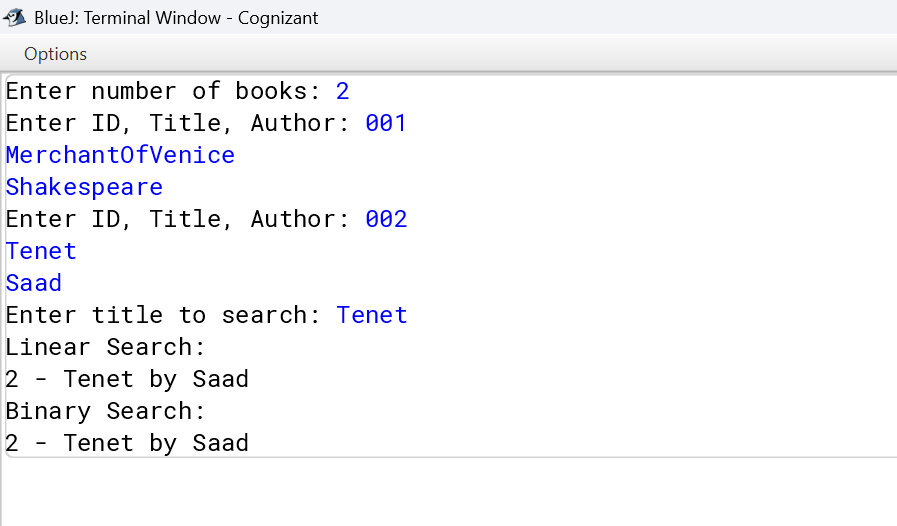 BlueJ: Terminal Window - Cognizant
Options
Enter number of books: 2
Enter ID, Title, Author: 001
MerchantOfVenice
Shakespeare
Enter ID, Title, Author: 002
Tenet
Saad
Enter title to search: Tenet
Linear Search:
2 - Tenet by Saad
Binary Search:
2 - Tenet by Saad